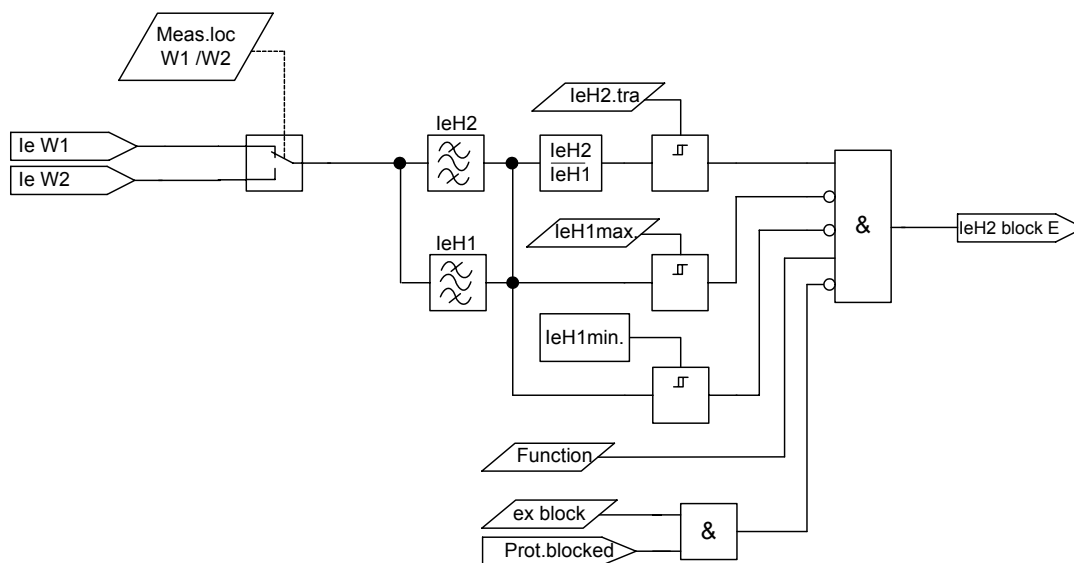 Meas.loc
W1 /W2
Ie W1
Ie W2
IeH2.tra
IeH2
IeH2
IeH1
IeH1
IeH1max.
&
IeH2 block E
IeH1min.
Function
ex block
&
Prot.blocked